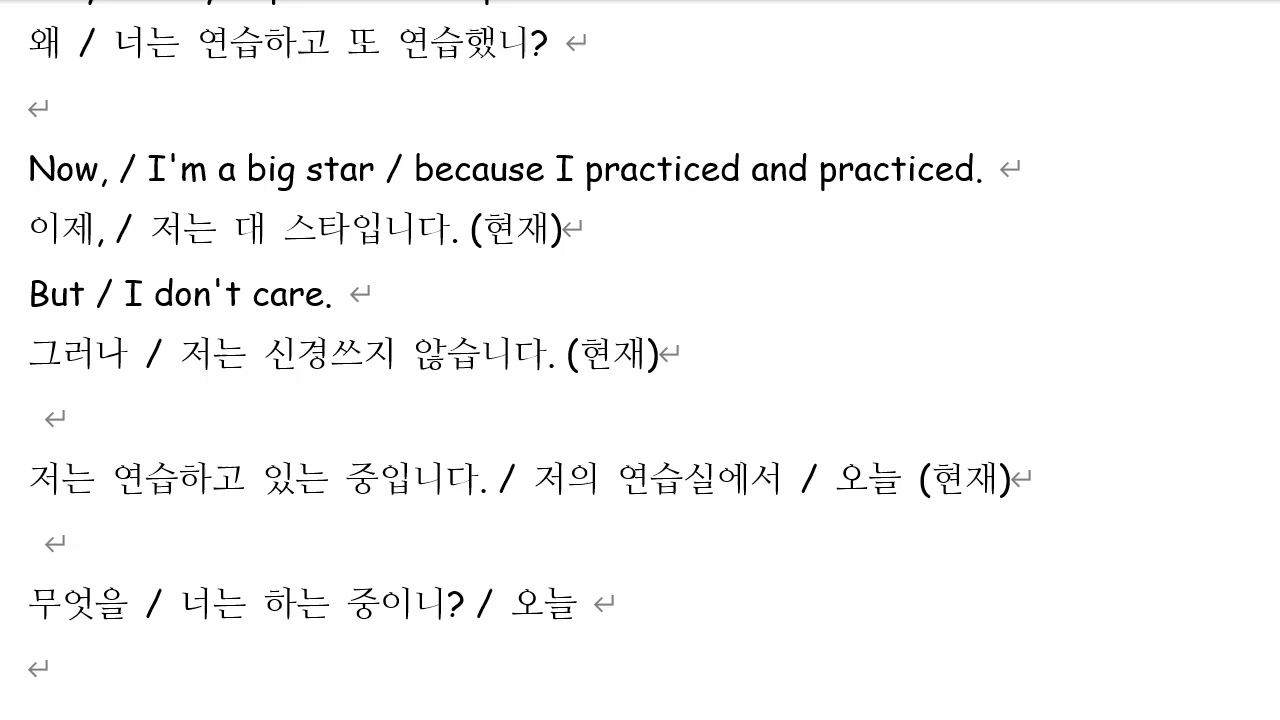 왜 / 너는 연습하고 또 연습했니?
Now, / I'm a big star / because I practiced and practiced.
이제, / 저는 대 스타입니다. (현재)
But / I don't care.
그러나 / 저는 신경쓰지 않습니다. (현재)
저는 연습하고 있는 중입니다. / 저의 연습실에서 / 오늘 (현재)
무엇을 / 너는 하는 중이니? / 오늘